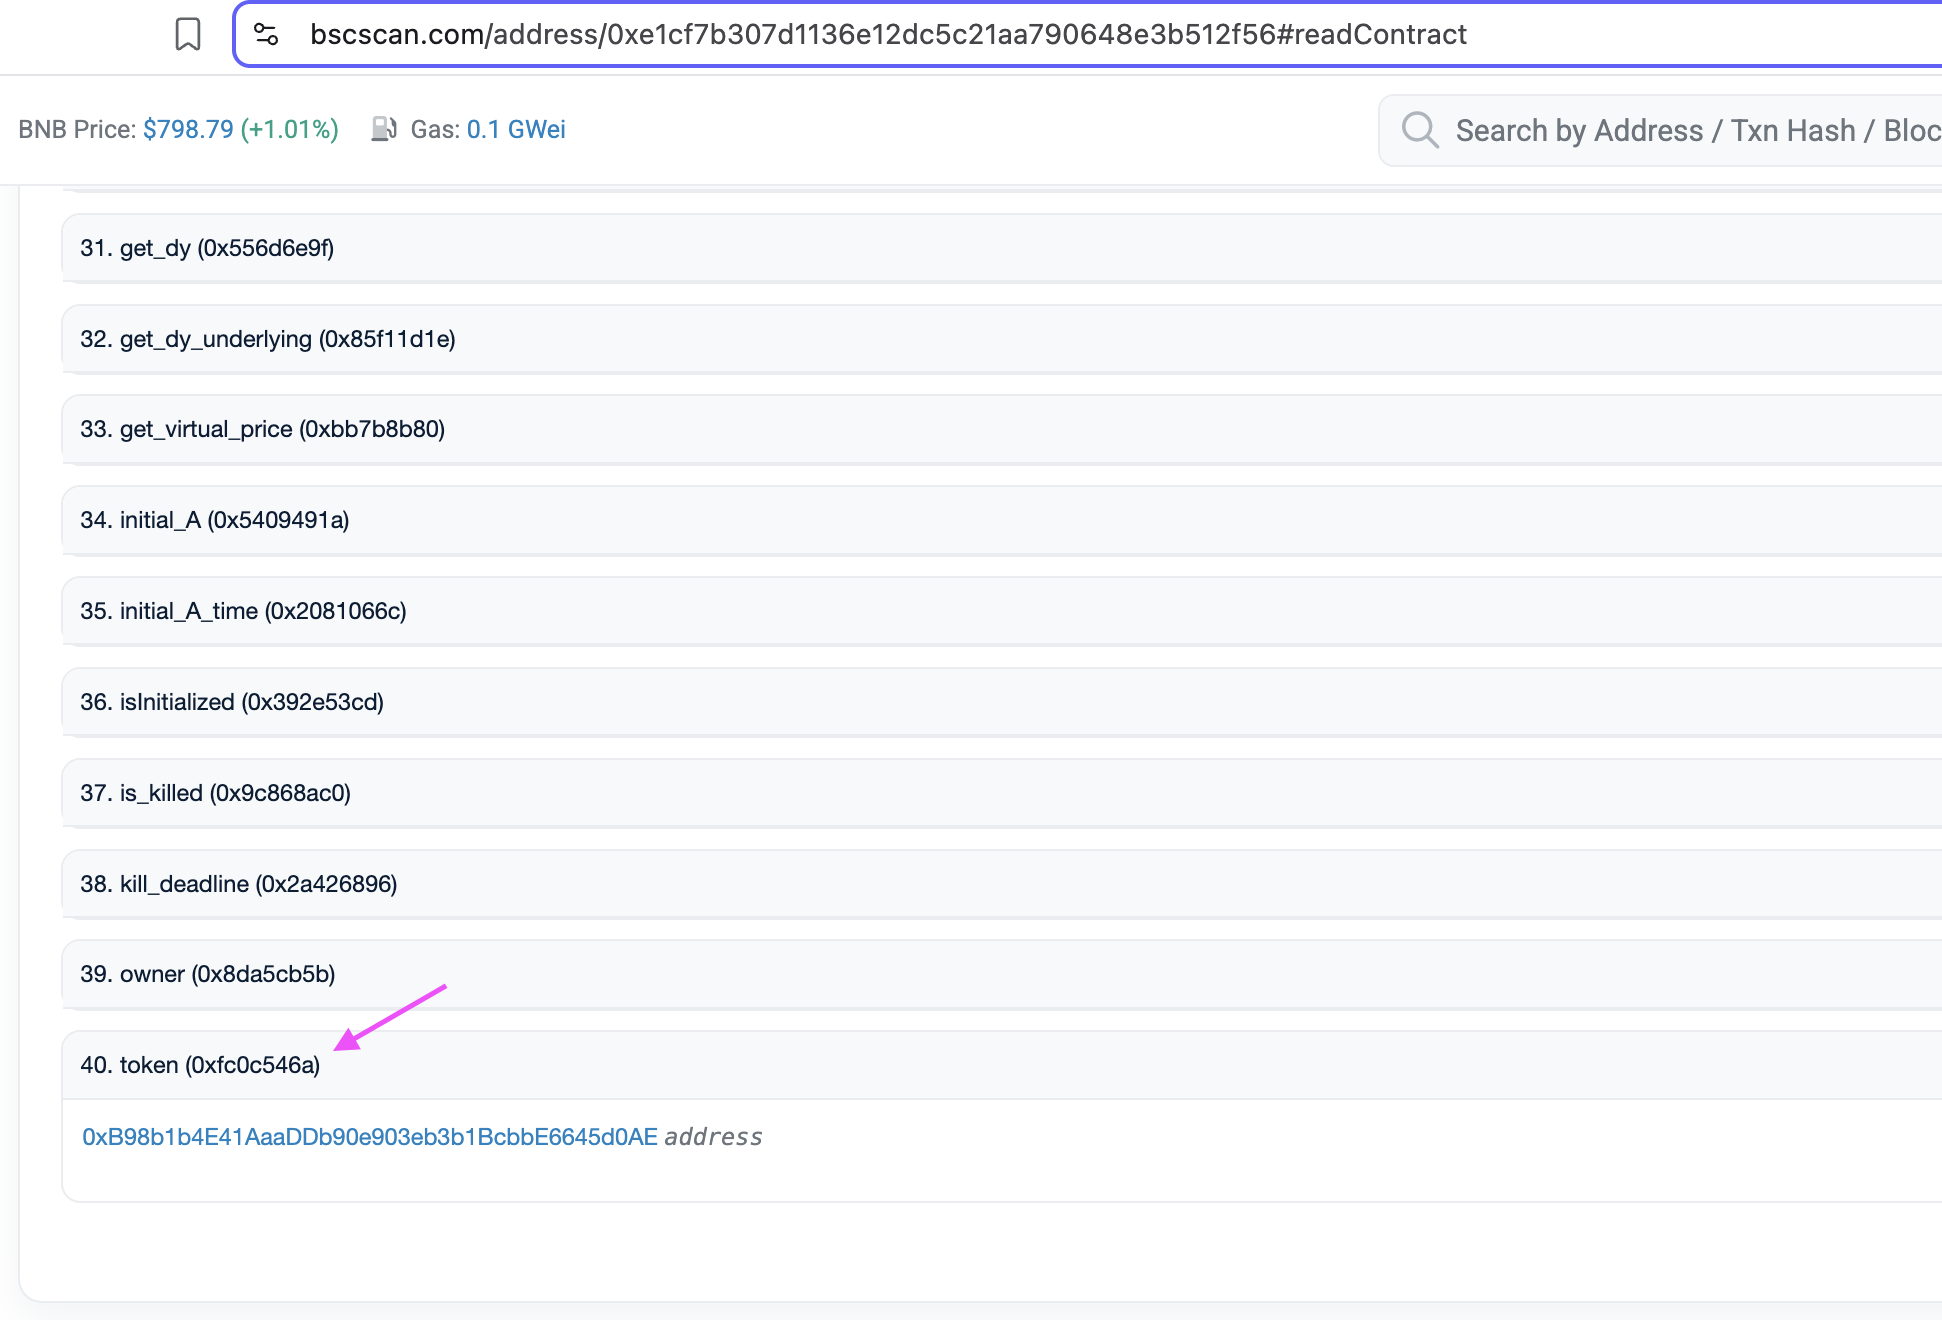 bscscan.com/address/0xe1cf7b307d1136e12dc5c21aa790648e3b512f56#readContract
BNB Price: $798.79 (+1.01%) Gas: 0.1 GWei
Search by Address / Txn Hash / Bloc
31. get_dy (0x556d6e9f)
32. get_dy_underlying (0x85f11d1e)
33. get_virtual_price (0xbb7b8b80)
34. initial_A (0x5409491a)
35. initial_A_time (0x2081066c)
36. isInitialized (0x392e53cd)
37. is_killed (0x9c868ac0)
38. kill_deadline (0x2a426896)
39. owner (0x8da5cb5b)
40. token (0xfc0c546a)
0xB98b1b4E41AaaDDb90e903eb3b1BcbbE6645d0AE address